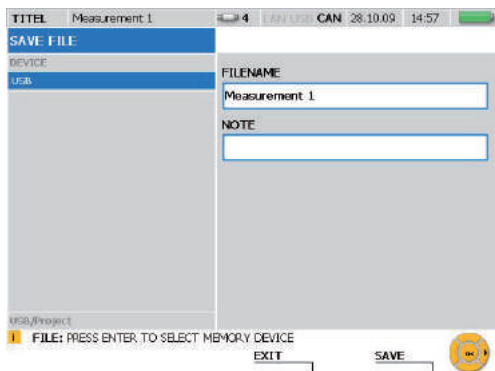 TITEL Measurement 1 4 LAN USB CAN 28.10.09 14:57
SAVE FILE
DEVICE
USB
FILENAME
Measurement 1
NOTE
USB/Project
! FILE: PRESS ENTER TO SELECT MEMORY DEVICE
EXIT SAVE
OK